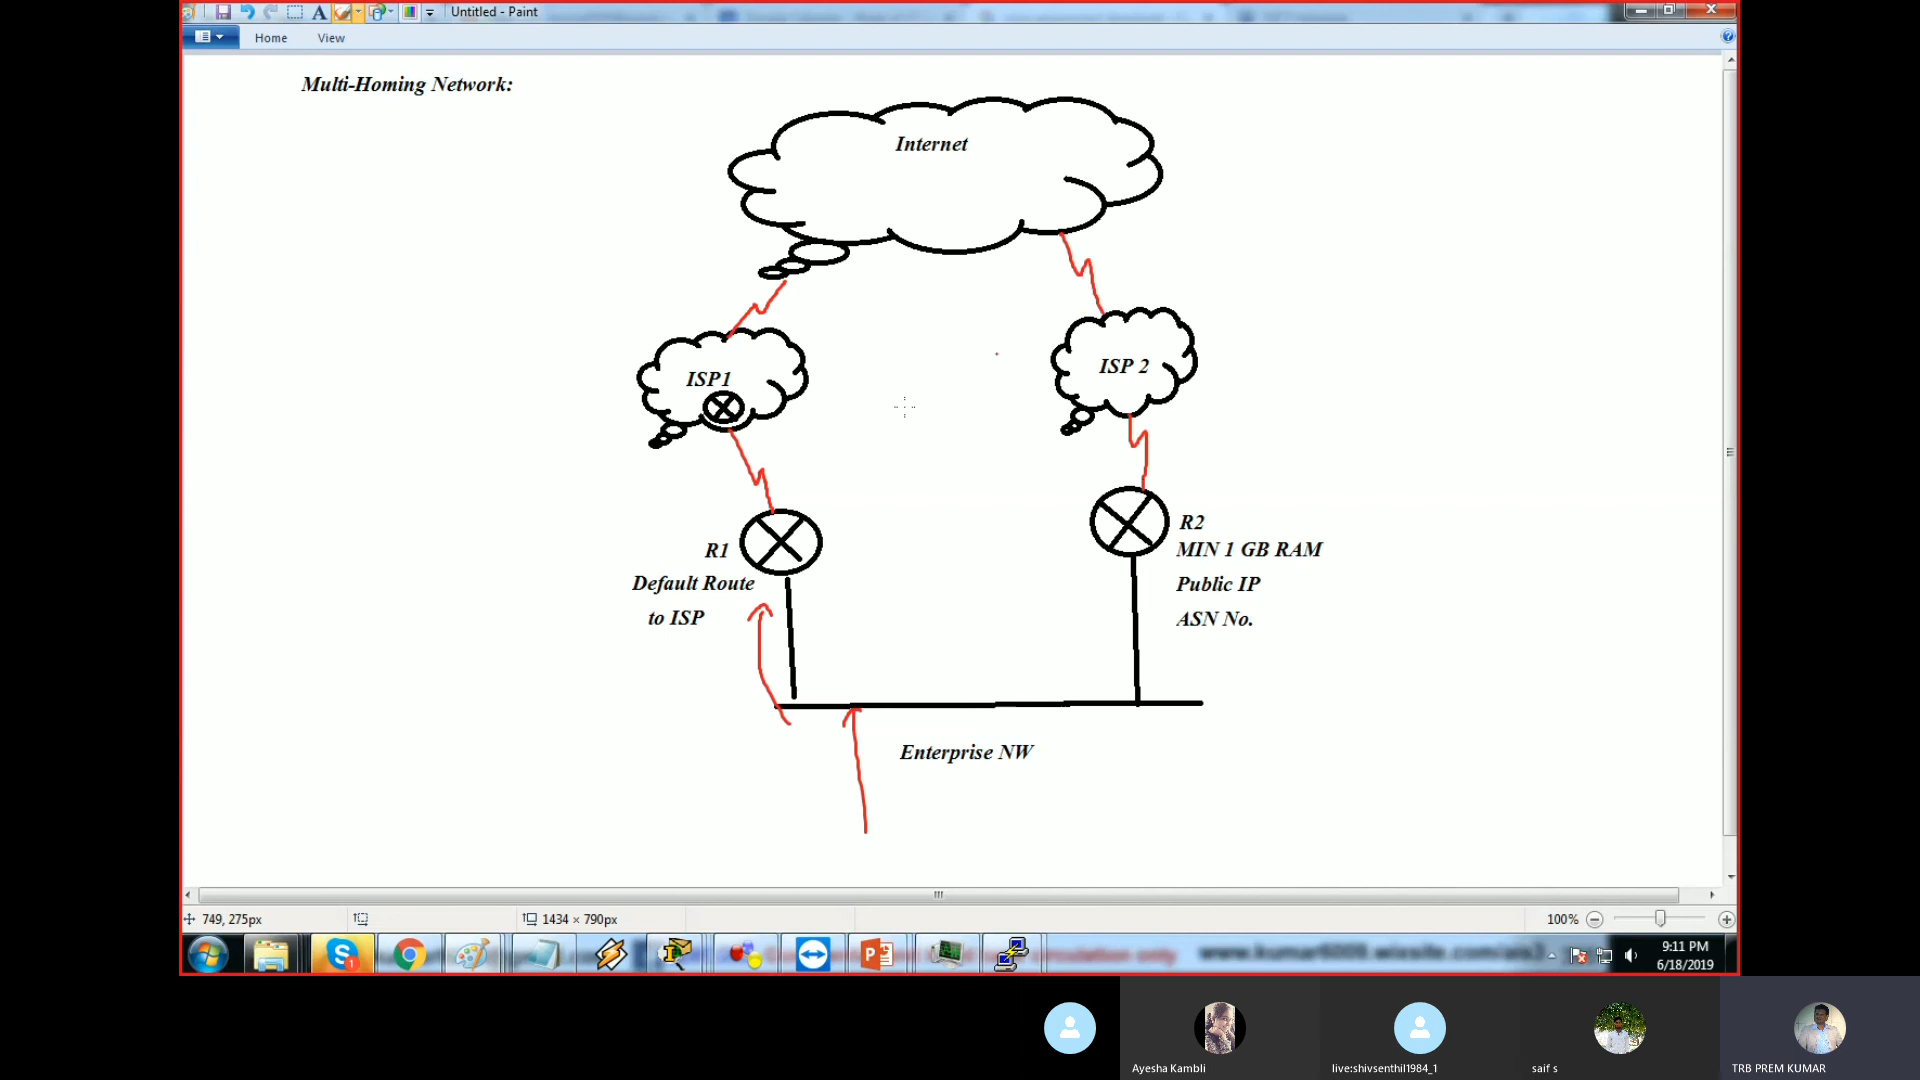 Untitled - Paint
Home View
Multi-Homing Network:
Internet
ISP1
ISP 2
R1
Default Route
to ISP
R2
MIN 1 GB RAM
Public IP
ASN No.
Enterprise NW
749, 275px
1434 × 790px
100%
9:11 PM
6/18/2019
Ayesha Kambli
live:shivsenthil1984_1
saif s
TRB PREM KUMAR